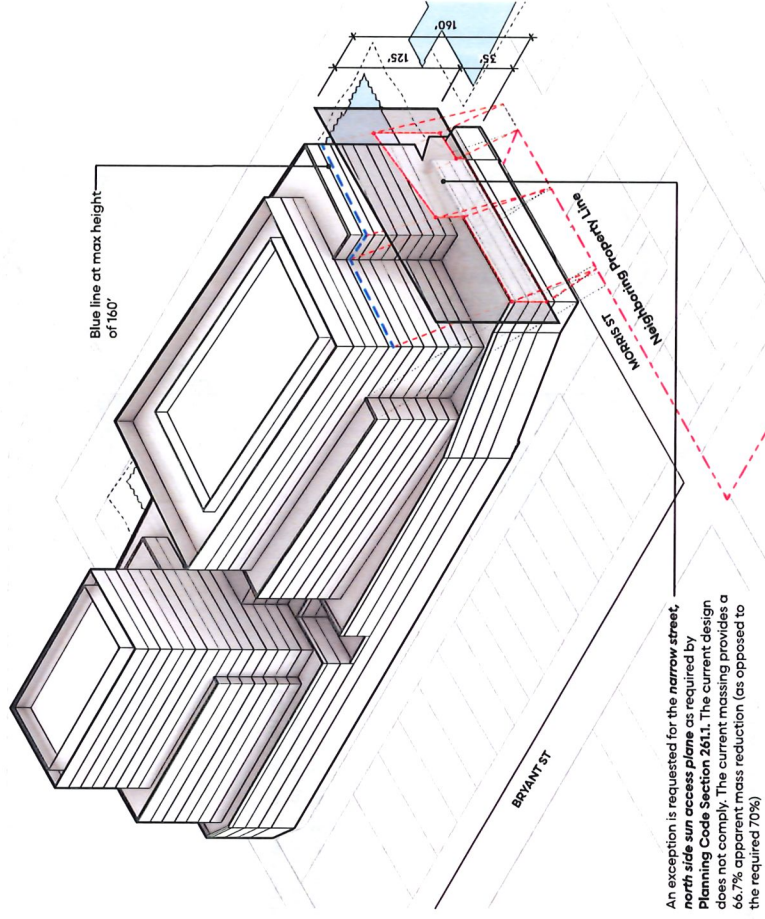 160'
125'
35'
Blue line at max height
of 160'
Neighboring Property Line
MORRIS ST
BRYANT ST
An exception is requested for the narrow street,
north side sun access plane as required by
Planning Code Section 261.1. The current design
does not comply. The current massing provides a
66.7% apparent mass reduction (as opposed to
the required 70%)